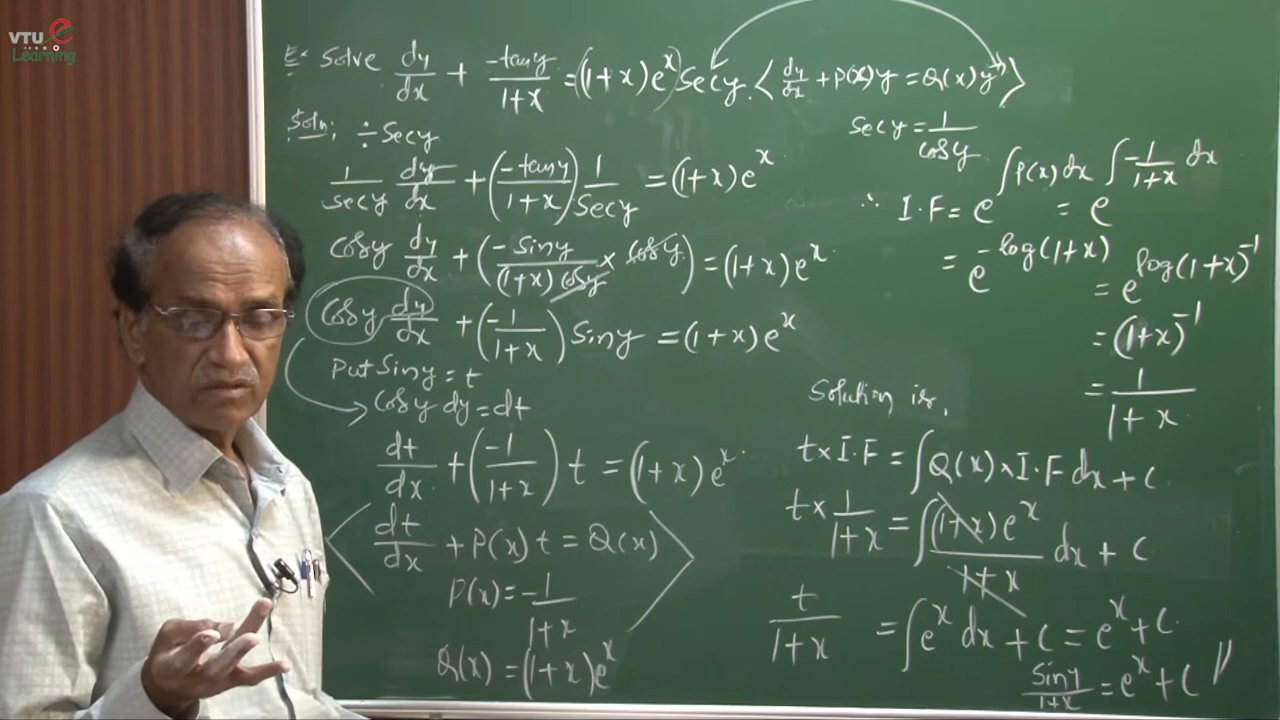 VTU e Learning
Ex Solve dy/dx + -tany/1+x = (1+x)e^x Secy. <dy/dx + P(x)y = Q(x)y^n>
Soln: ÷ Secy
1/Secy dy/dx + (-tany/1+x) 1/Secy = (1+x)e^x
Cosy dy/dx + (-Siny/(1+x) Cosy × Cosy) = (1+x)e^x
Cosy dy/dx + (-1/1+x) Siny = (1+x)e^x
Put Siny = t
Cosy dy = dt
dt/dx + (-1/1+x) t = (1+x)e^x.
<dt/dx + P(x)t = Q(x)
P(x) = -1/1+x
Q(x) = (1+x)e^x>
Secy = 1/Cosy
∴ I.F = e^∫P(x)dx = e^∫-1/1+x dx
= e^-log(1+x) = e^log(1+x)^-1
= (1+x)^-1
= 1/1+x
Solution is,
t×I.F = ∫Q(x)×I.F dx + C
t× 1/1+x = ∫(1+x)e^x/1+x dx + C
t/1+x = ∫e^x dx + C = e^x + C.
Siny/1+x = e^x + C //